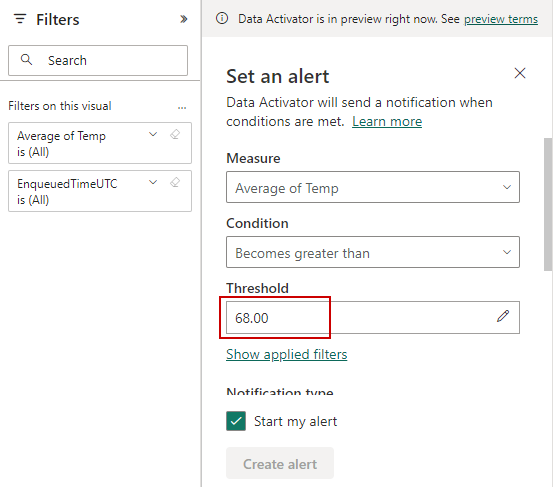 Filters
Search
Filters on this visual
...
Average of Temp
is (All)
EnqueuedTimeUTC
is (All)
Data Activator is in preview right now. See preview terms
Set an alert
Data Activator will send a notification when
conditions are met. Learn more
Measure
Average of Temp
Condition
Becomes greater than
Threshold
68.00
Show applied filters
Notification type
Start my alert
Create alert